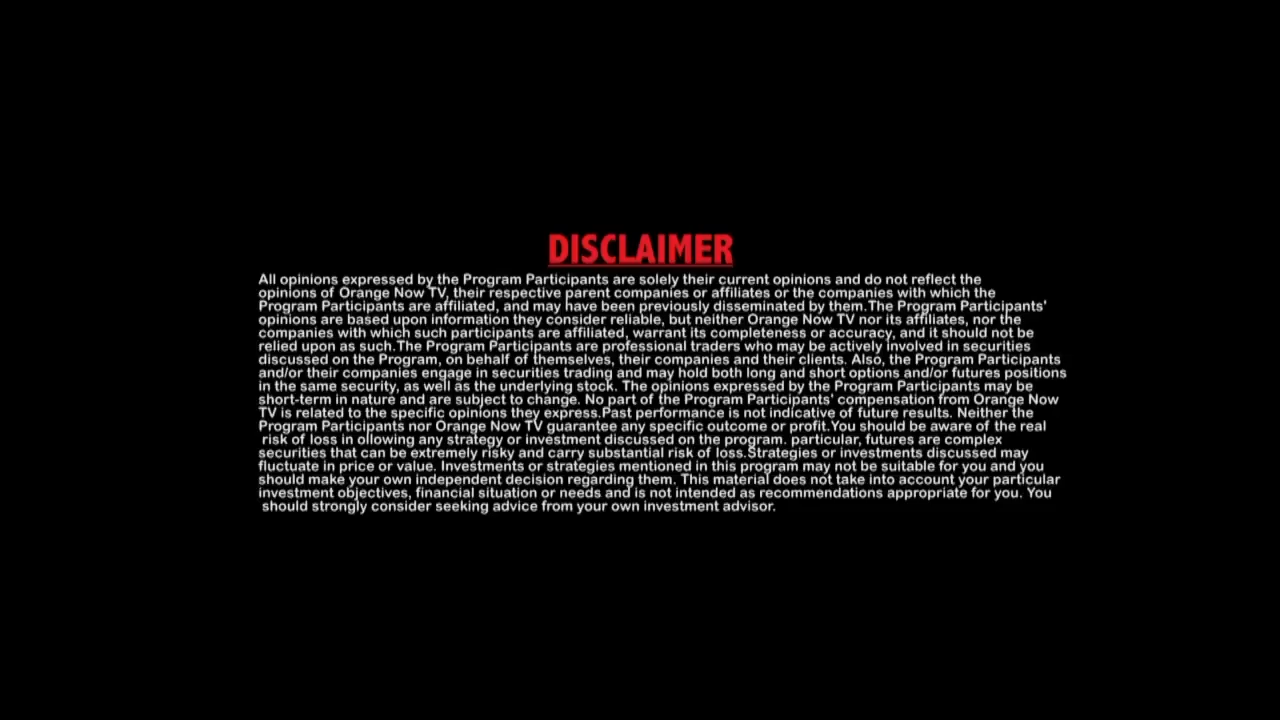 DISCLAIMER
All opinions expressed by the Program Participants are solely their current opinions and do not reflect the
opinions of Orange Now TV, their respective parent companies or affiliates or the companies with which the
Program Participants are affiliated, and may have been previously disseminated by them.The Program Participants'
opinions are based upon information they consider reliable, but neither Orange Now TV nor its affiliates, nor the
companies with which such participants are affiliated, warrant its completeness or accuracy, and it should not be
relied upon as such.The Program Participants are professional traders who may be actively involved in securities
discussed on the Program, on behalf of themselves, their companies and their clients. Also, the Program Participants
and/or their companies engage in securities trading and may hold both long and short options and/or futures positions
in the same security, as well as the underlying stock. The opinions expressed by the Program Participants may be
short-term in nature and are subject to change. No part of the Program Participants' compensation from Orange Now
TV is related to the specific opinions they express.Past performance is not indicative of future results. Neither the
Program Participants nor Orange Now TV guarantee any specific outcome or profit.You should be aware of the real
risk of loss in ollowing any strategy or investment discussed on the program. particular, futures are complex
securities that can be extremely risky and carry substantial risk of loss.Strategies or investments discussed may
fluctuate in price or value. Investments or strategies mentioned in this program may not be suitable for you and you
should make your own independent decision regarding them. This material does not take into account your particular
investment objectives, financial situation or needs and is not intended as recommendations appropriate for you. You
should strongly consider seeking advice from your own investment advisor.